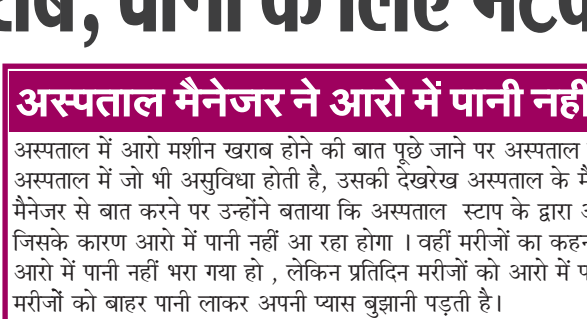 के लिए
अस्पताल मैनेजर ने आरो में पानी नहीं
अस्पताल में आरो मशीन खराब होने की बात पूछे जाने पर अस्पताल
अस्पताल में जो भी असुविधा होती है, उसकी देखरेख अस्पताल के
मैनेजर से बात करने पर उन्होंने बताया कि अस्पताल स्टाप के द्वारा
जिसके कारण आरो में पानी नहीं आ रहा होगा । वहीं मरीजों का
आरो में पानी नहीं भरा गया हो , लेकिन प्रतिदिन मरीजों को आरो में
मरीजों को बाहर पानी लाकर अपनी प्यास बुझानी पड़ती है।